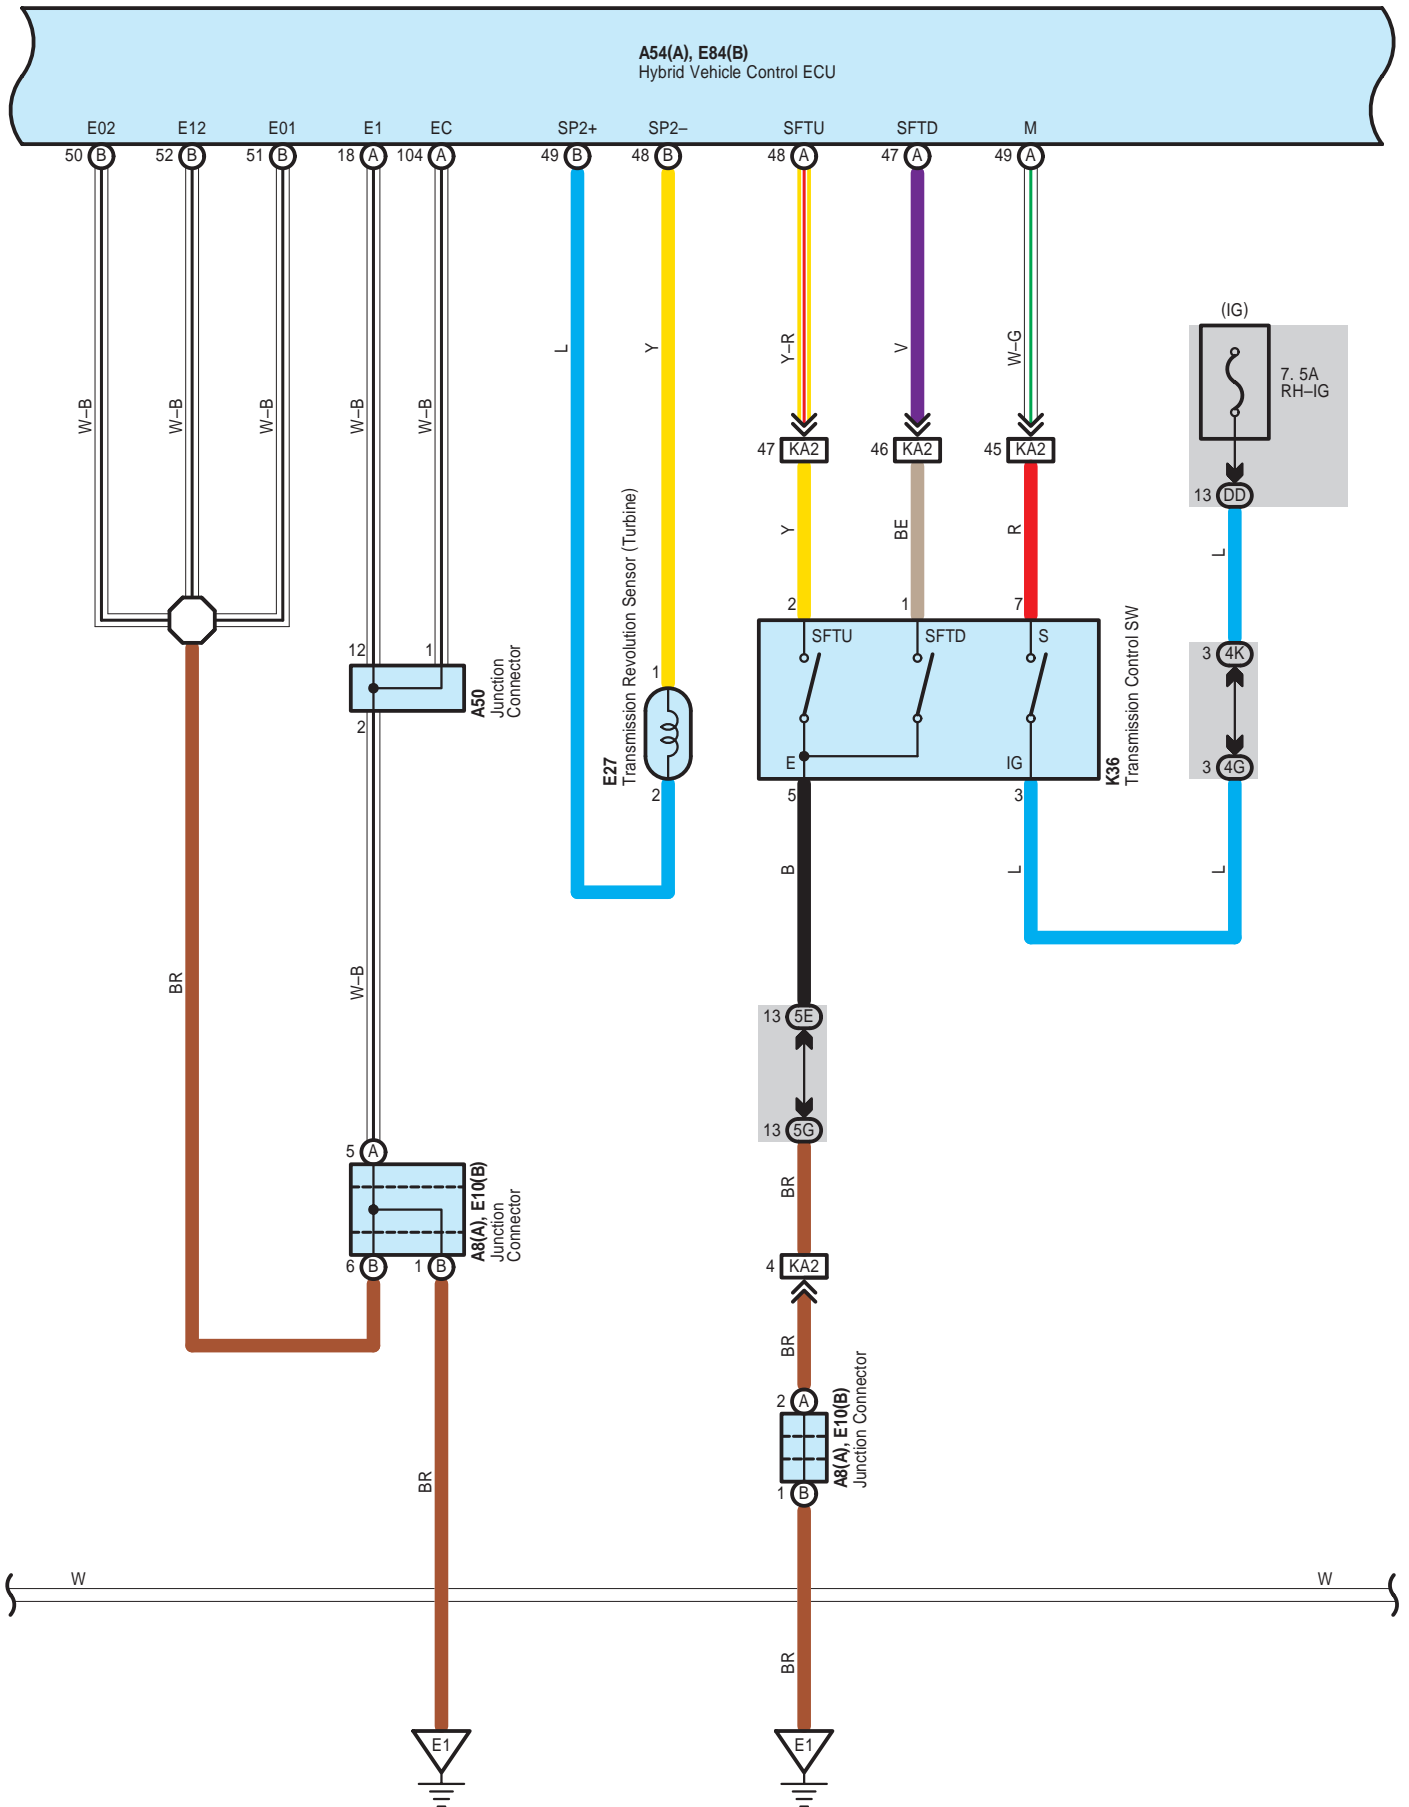 A54(A), E84(B)
Hybrid Vehicle Control ECU
E02 E12 E01 E1 EC SP2+ SP2– SFTU SFTD M
50 B 52 B 51 B 18 A 104 A 49 B 48 B 48 A 47 A 49 A
(IG)
7. 5A
RH–IG
L Y Y–R V W–G
W–B W–B W–B W–B W–B
47 KA2 46 KA2 45 KA2
13 DD
Y BE R L
2 1 7
SFTU SFTD S
E IG
5 3
K36
Transmission Control SW
12 1
2
A50
Junction
Connector
1
2
E27
Transmission Revolution Sensor (Turbine)
3 4K
3 4G
B L L
BR W–B
13 5E
13 5G
BR
5 A
6 B 1 B
A8(A), E10(B)
Junction
Connector
4 KA2
BR
2 A
1 B
A8(A), E10(B)
Junction Connector
BR
W W
BR
E1 E1